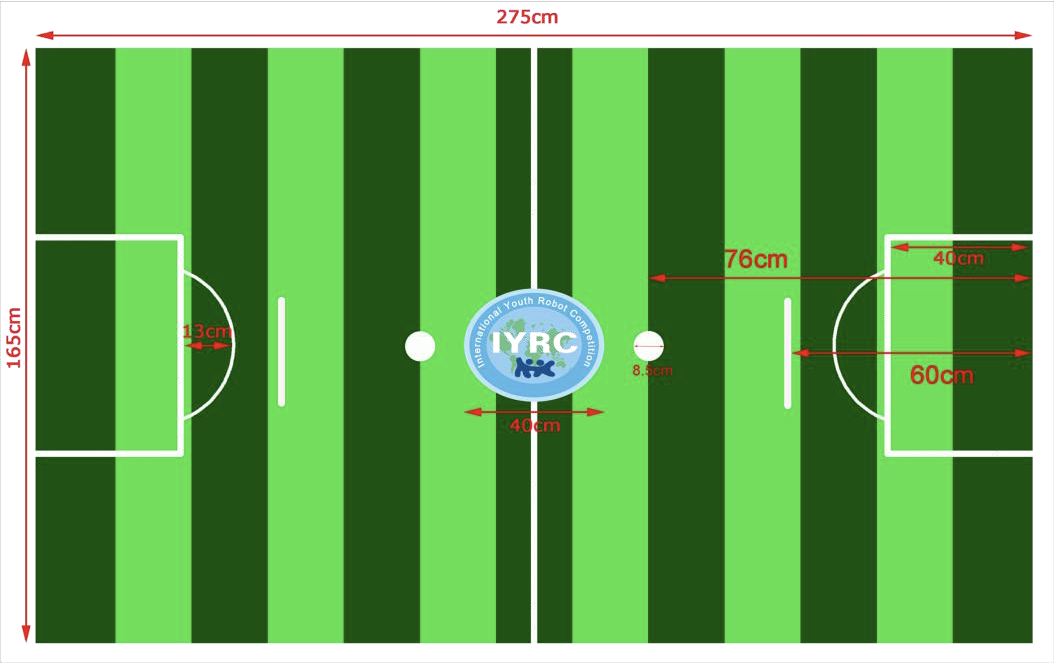 275cm
165cm
76cm
40cm
13cm
International Youth Robot Competition
IYRC
8.5cm
60cm
40cm